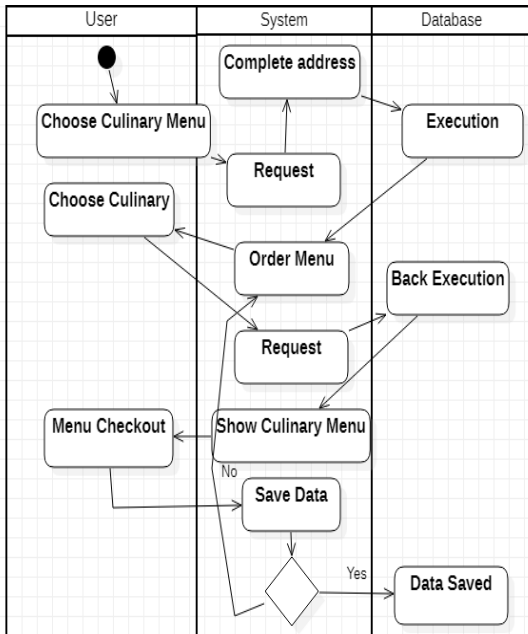 User
System
Database
Complete address
Choose Culinary Menu
Execution
Request
Choose Culinary
Order Menu
Back Execution
Request
Menu Checkout
Show Culinary Menu
No
Save Data
Yes
Data Saved